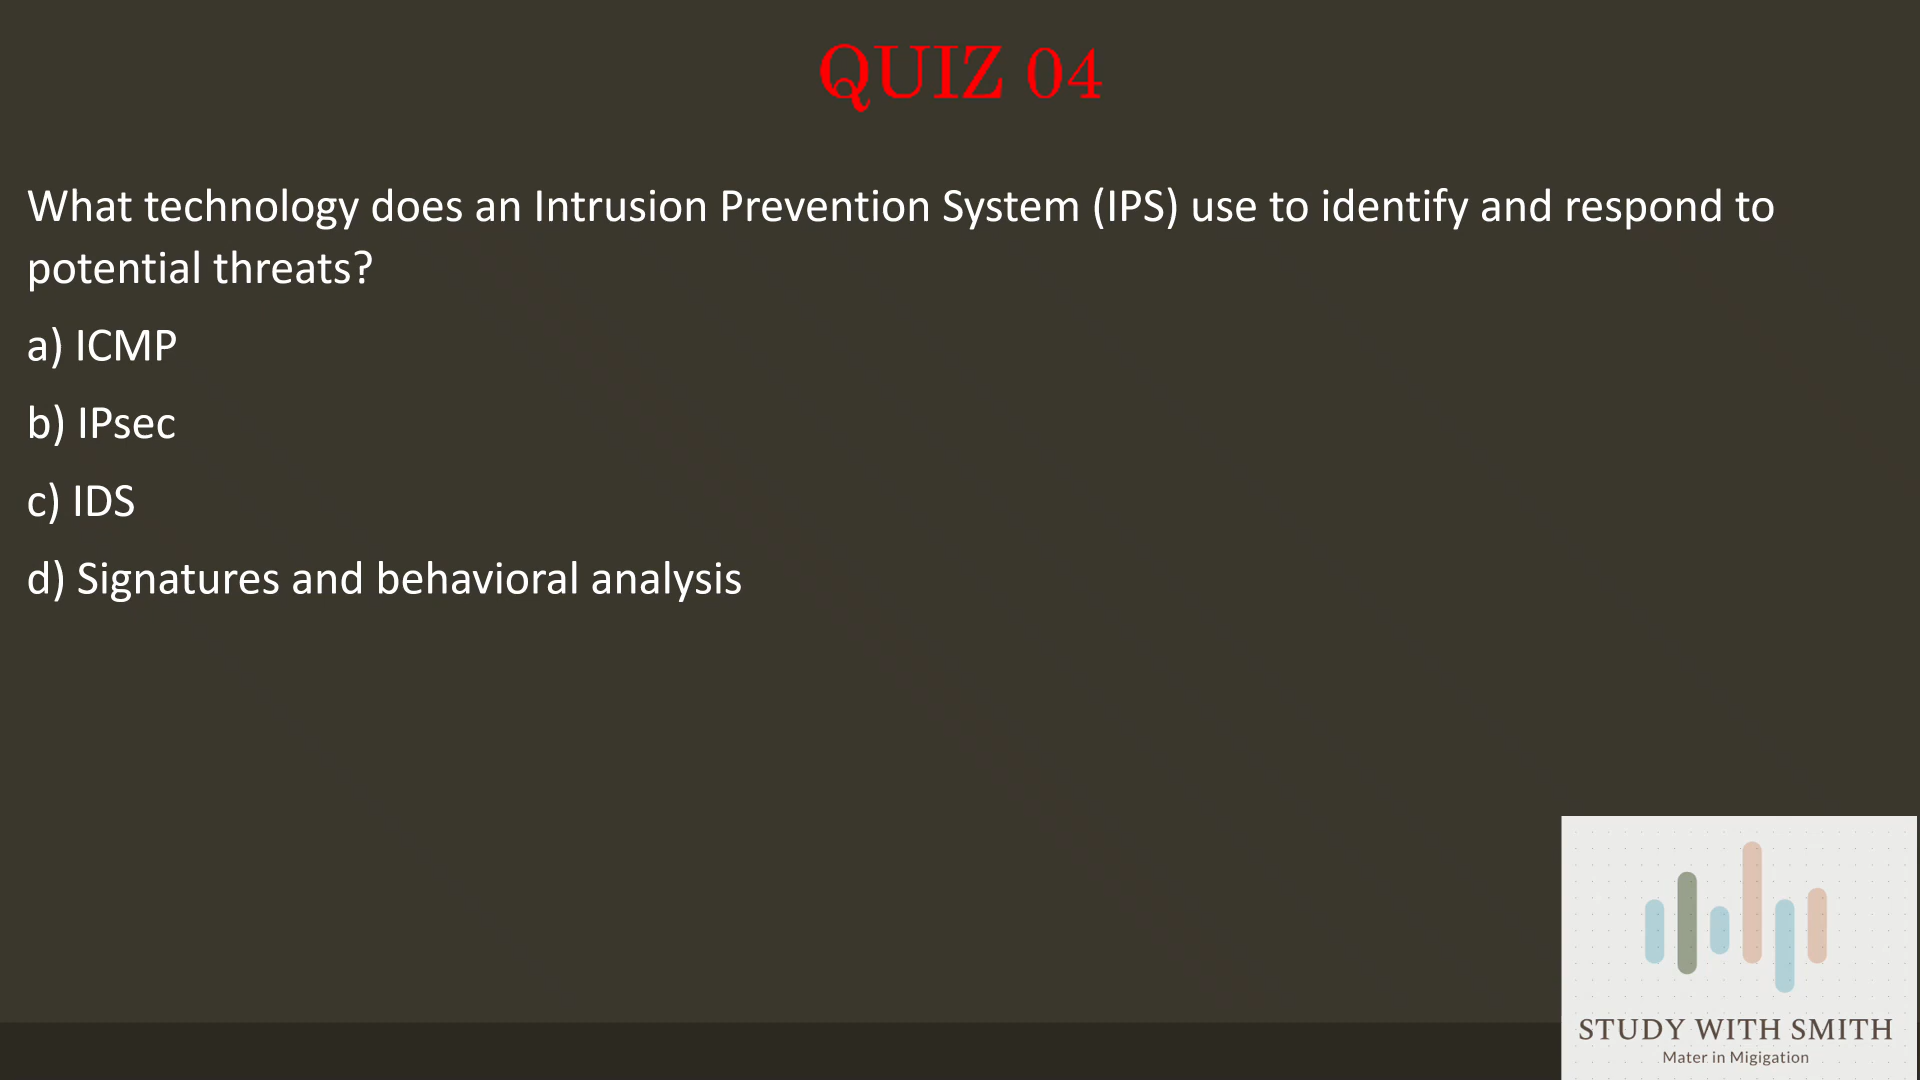 QUIZ 04
What technology does an Intrusion Prevention System (IPS) use to identify and respond to
potential threats?
a) ICMP
b) IPsec
c) IDS
d) Signatures and behavioral analysis
STUDY WITH SMITH
Mater in Migigation